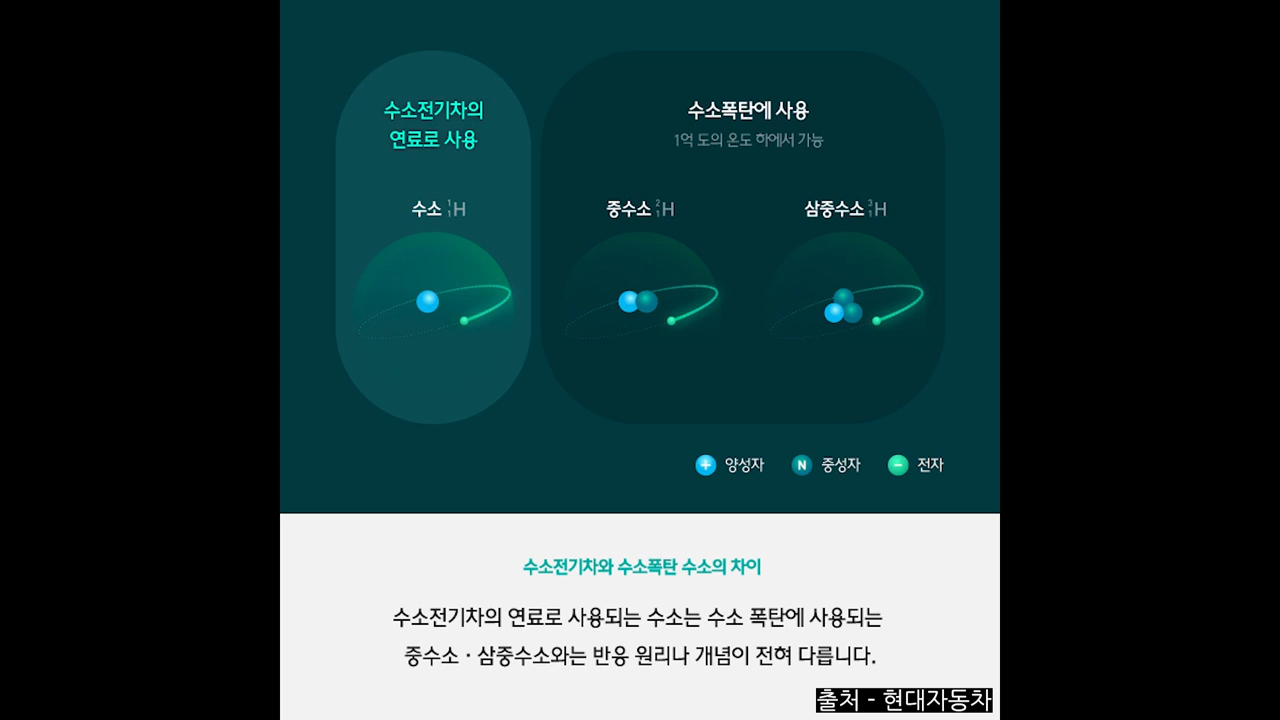 수소전기차의
연료로 사용
수소폭탄에 사용
1억 도의 온도 하에서 가능
수소 ¹₁H
중수소 ²₁H
삼중수소 ³₁H
+ 양성자 N 중성자 − 전자
수소전기차와 수소폭탄 수소의 차이
수소전기차의 연료로 사용되는 수소는 수소 폭탄에 사용되는
중수소 · 삼중수소와는 반응 원리나 개념이 전혀 다릅니다.
출처 - 현대자동차